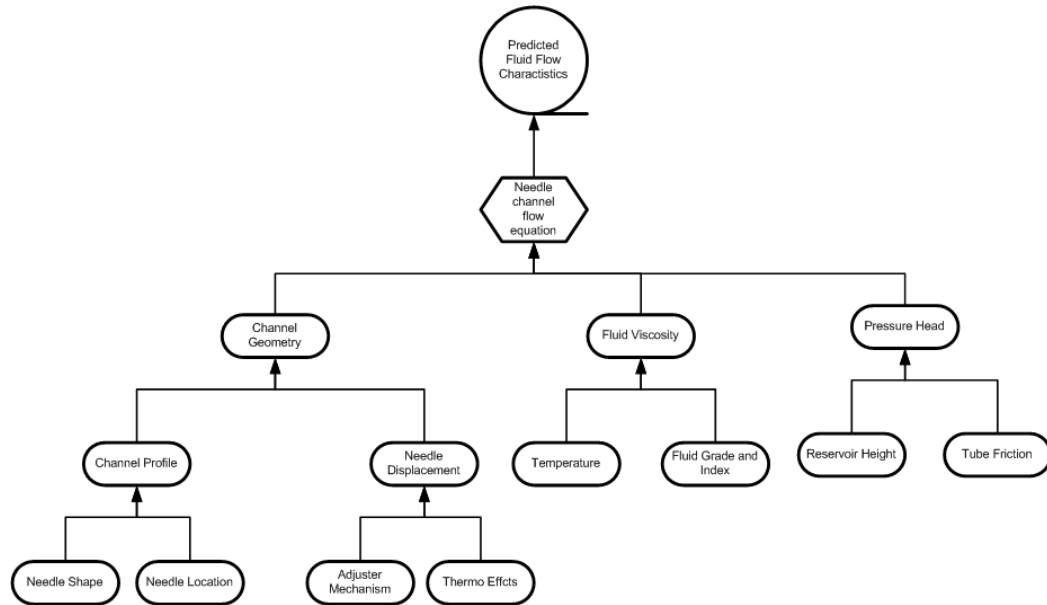 Predicted
Fluid Flow
Charactistics
Needle
channel
flow
equation
Channel
Geometry
Fluid Viscosity
Pressure Head
Channel Profile
Needle
Displacement
Temperature
Fluid Grade and
Index
Reservoir Height
Tube Friction
Needle Shape
Needle Location
Adjuster
Mechanism
Thermo Effcts